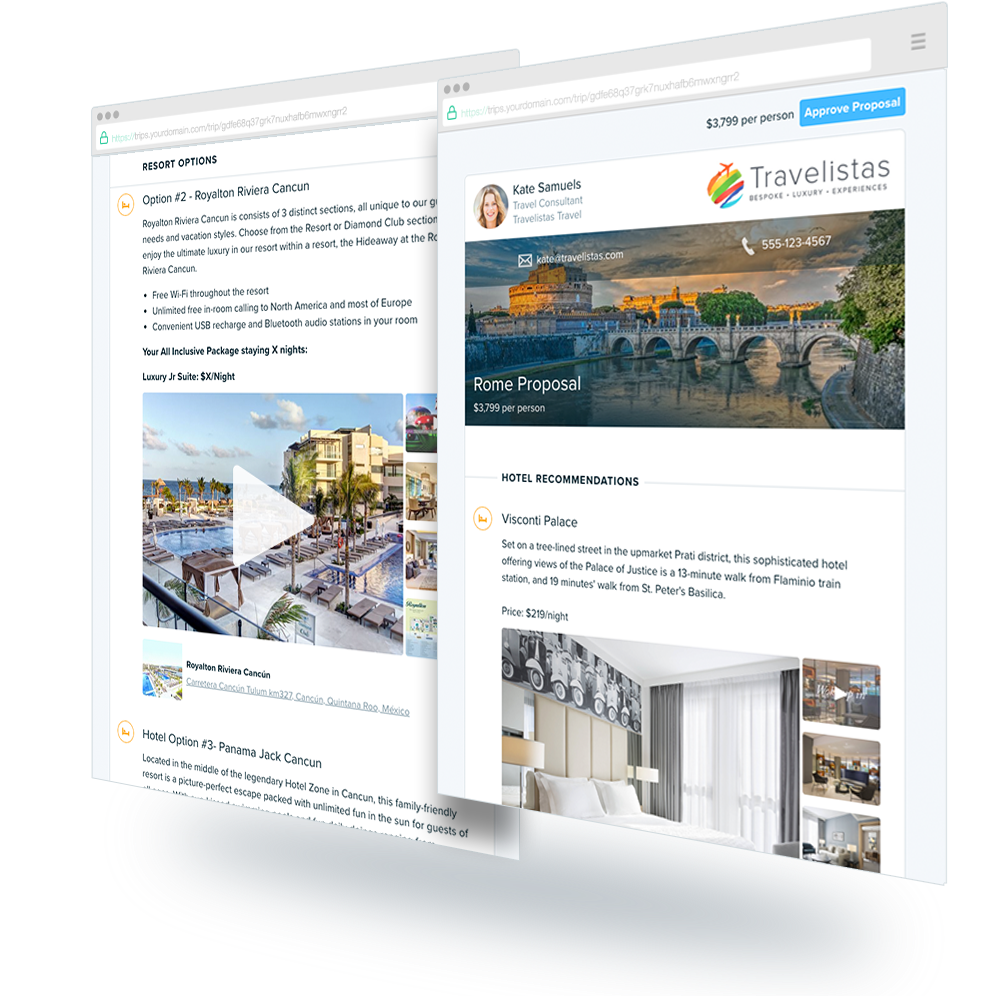 https://trips.yourdomain.com/trip/gdfe68q37grk7nuxhafb6mwxngrr2
RESORT OPTIONS
Option #2 - Royalton Riviera Cancun
Royalton Riviera Cancun is consists of 3 distinct sections, all unique to our
needs and vacation styles. Choose from the Resort or Diamond Club section
enjoy the ultimate luxury in our resort within a resort, the Hideaway at the
Riviera Cancun.
• Free Wi-Fi throughout the resort
• Unlimited free in-room calling to North America and most of Europe
• Convenient USB recharge and Bluetooth audio stations in your room
Your All Inclusive Package staying X nights:
Luxury Jr Suite: $X/Night
Royalton Riviera Cancún
Carretera Cancún Tulum km327, Cancún, Quintana Roo, México
Hotel Option #3- Panama Jack Cancun
Located in the middle of the legendary Hotel Zone in Cancun, this family-friendly
resort is a picture-perfect escape packed with unlimited fun in the sun for guests of
https://trips.yourdomain.com/trip/gdfe68q37grk7nuxhafb6mwxngrr2
$3,799 per person
Approve Proposal
Kate Samuels
Travel Consultant
Travelistas Travel
Travelistas
BESPOKE • LUXURY • EXPERIENCES
kate@travelistas.com
555-123-4567
Rome Proposal
$3,799 per person
HOTEL RECOMMENDATIONS
Visconti Palace
Set on a tree-lined street in the upmarket Prati district, this sophisticated hotel
offering views of the Palace of Justice is a 13-minute walk from Flaminio train
station, and 19 minutes' walk from St. Peter's Basilica.
Price: $219/night